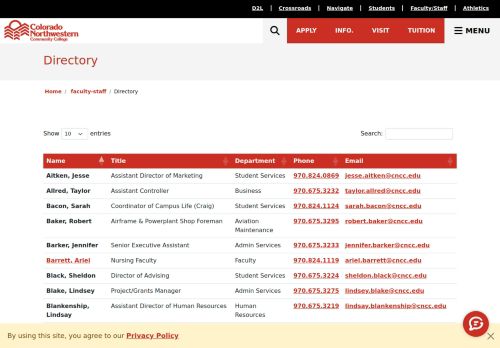 D2L | Crossroads | Navigate | Students | Faculty/Staff | Athletics
Colorado
Northwestern
Community College
APPLY INFO. VISIT TUITION MENU
Directory
Home / faculty-staff / Directory
Show 10 entries Search:
Name Title Department Phone Email
Aitken, Jesse Assistant Director of Marketing Student Services 970.824.0869 jesse.aitken@cncc.edu
Allred, Taylor Assistant Controller Business 970.675.3232 taylor.allred@cncc.edu
Bacon, Sarah Coordinator of Campus Life (Craig) Student Services 970.824.1124 sarah.bacon@cncc.edu
Baker, Robert Airframe & Powerplant Shop Foreman Aviation 970.675.3295 robert.baker@cncc.edu
Maintenance
Barker, Jennifer Senior Executive Assistant Admin Services 970.675.3233 jennifer.barker@cncc.edu
Barrett, Ariel Nursing Faculty Faculty 970.824.1119 ariel.barrett@cncc.edu
Black, Sheldon Director of Advising Student Services 970.675.3224 sheldon.black@cncc.edu
Blake, Lindsey Project/Grants Manager Admin Services 970.675.3275 lindsey.blake@cncc.edu
Blankenship, Assistant Director of Human Resources Human 970.675.3219 lindsay.blankenship@cncc.edu
Lindsay Resources
By using this site, you agree to our Privacy Policy